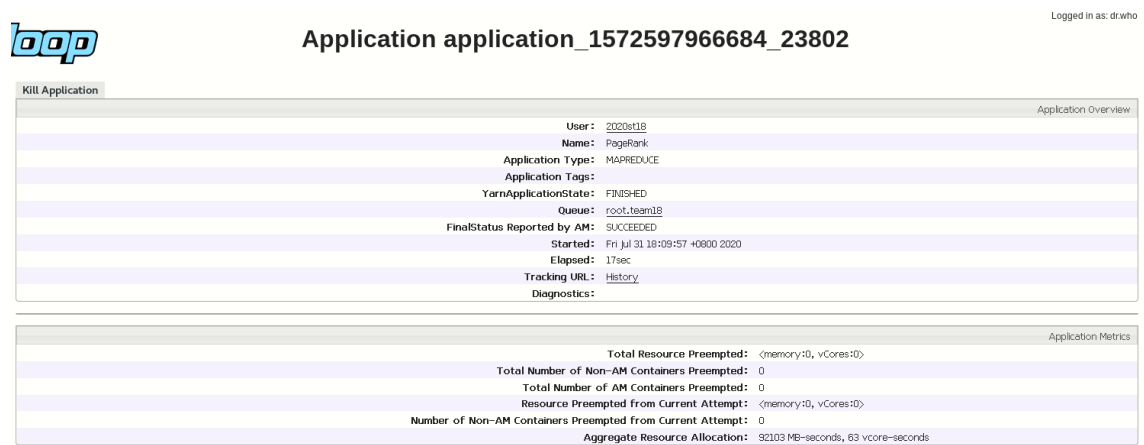 Logged in as: dr.who
oop
Application application_1572597966684_23802
Kill Application
Application Overview
User: 2020st18
Name: PageRank
Application Type: MAPREDUCE
Application Tags:
YarnApplicationState: FINISHED
Queue: root.team18
FinalStatus Reported by AM: SUCCEEDED
Started: Fri Jul 31 18:09:57 +0800 2020
Elapsed: 17sec
Tracking URL: History
Diagnostics:
Application Metrics
Total Resource Preempted: <memory:0, vCores:0>
Total Number of Non-AM Containers Preempted: 0
Total Number of AM Containers Preempted: 0
Resource Preempted from Current Attempt: <memory:0, vCores:0>
Number of Non-AM Containers Preempted from Current Attempt: 0
Aggregate Resource Allocation: 92103 MB-seconds, 63 vcore-seconds